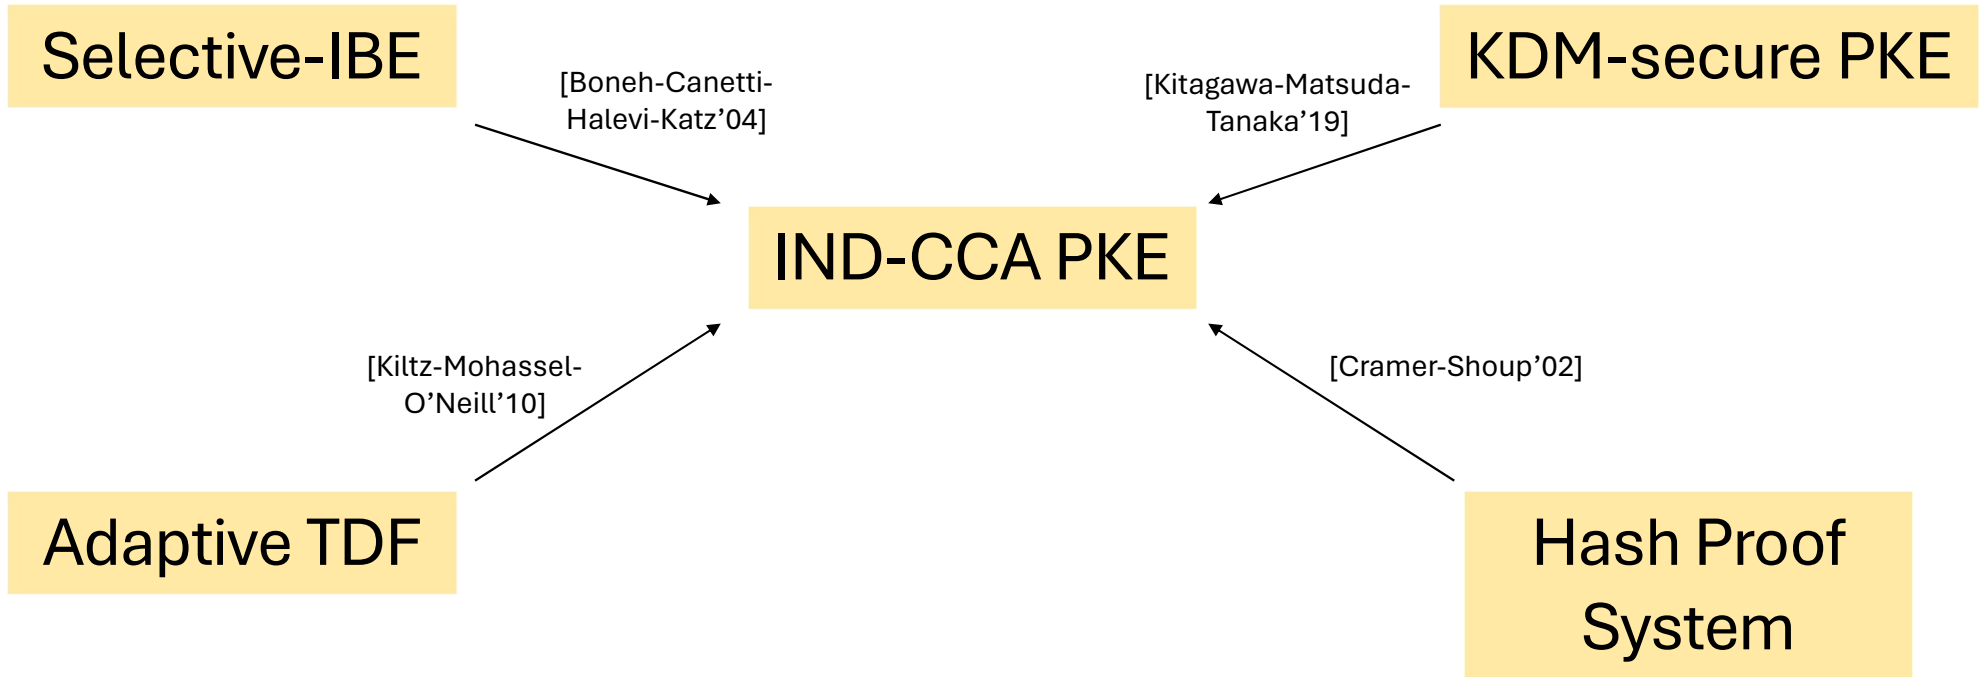 Selective-IBE
KDM-secure PKE
[Boneh-Canetti-
Halevi-Katz’04]
[Kitagawa-Matsuda-
Tanaka’19]
IND-CCA PKE
[Kiltz-Mohassel-
O’Neill’10]
[Cramer-Shoup’02]
Adaptive TDF
Hash Proof
System